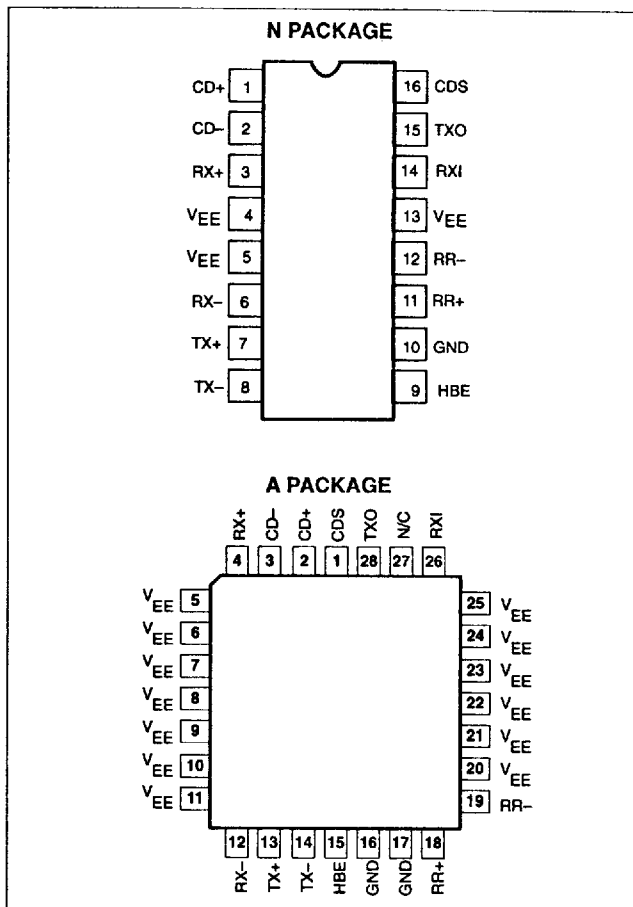 N PACKAGE
CD+ 1 16 CDS
CD– 2 15 TXO
RX+ 3 14 RXI
VEE 4 13 VEE
VEE 5 12 RR–
RX– 6 11 RR+
TX+ 7 10 GND
TX– 8 9 HBE
A PACKAGE
RX+ CD– CD+ CDS TXO N/C RXI
4 3 2 1 28 27 26
VEE 5 25 VEE
VEE 6 24 VEE
VEE 7 23 VEE
VEE 8 22 VEE
VEE 9 21 VEE
VEE 10 20 VEE
VEE 11 19 RR–
12 13 14 15 16 17 18
RX– TX+ TX– HBE GND GND RR+